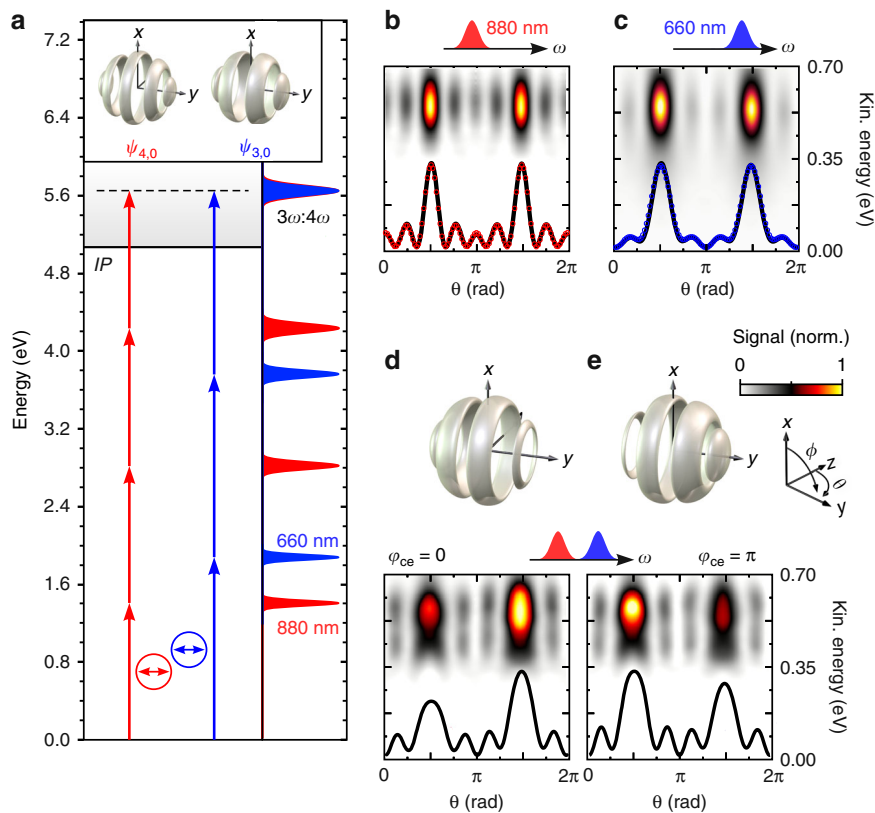 a
7.2
6.4
5.6
4.8
4.0
3.2
2.4
1.6
0.8
0.0
Energy (eV)
x
y
ψ4,0
x
y
ψ3,0
IP
3ω:4ω
660 nm
880 nm
b
880 nm
ω
0
π
2π
θ (rad)
c
660 nm
ω
0.70
0.35
0.00
Kin. energy (eV)
0
π
2π
θ (rad)
Signal (norm.)
0
1
d
x
y
e
x
y
x
ϕ
z
θ
y
φce = 0
ω
φce = π
0
π
2π
θ (rad)
0.70
0.35
0.00
Kin. energy (eV)
0
π
2π
θ (rad)